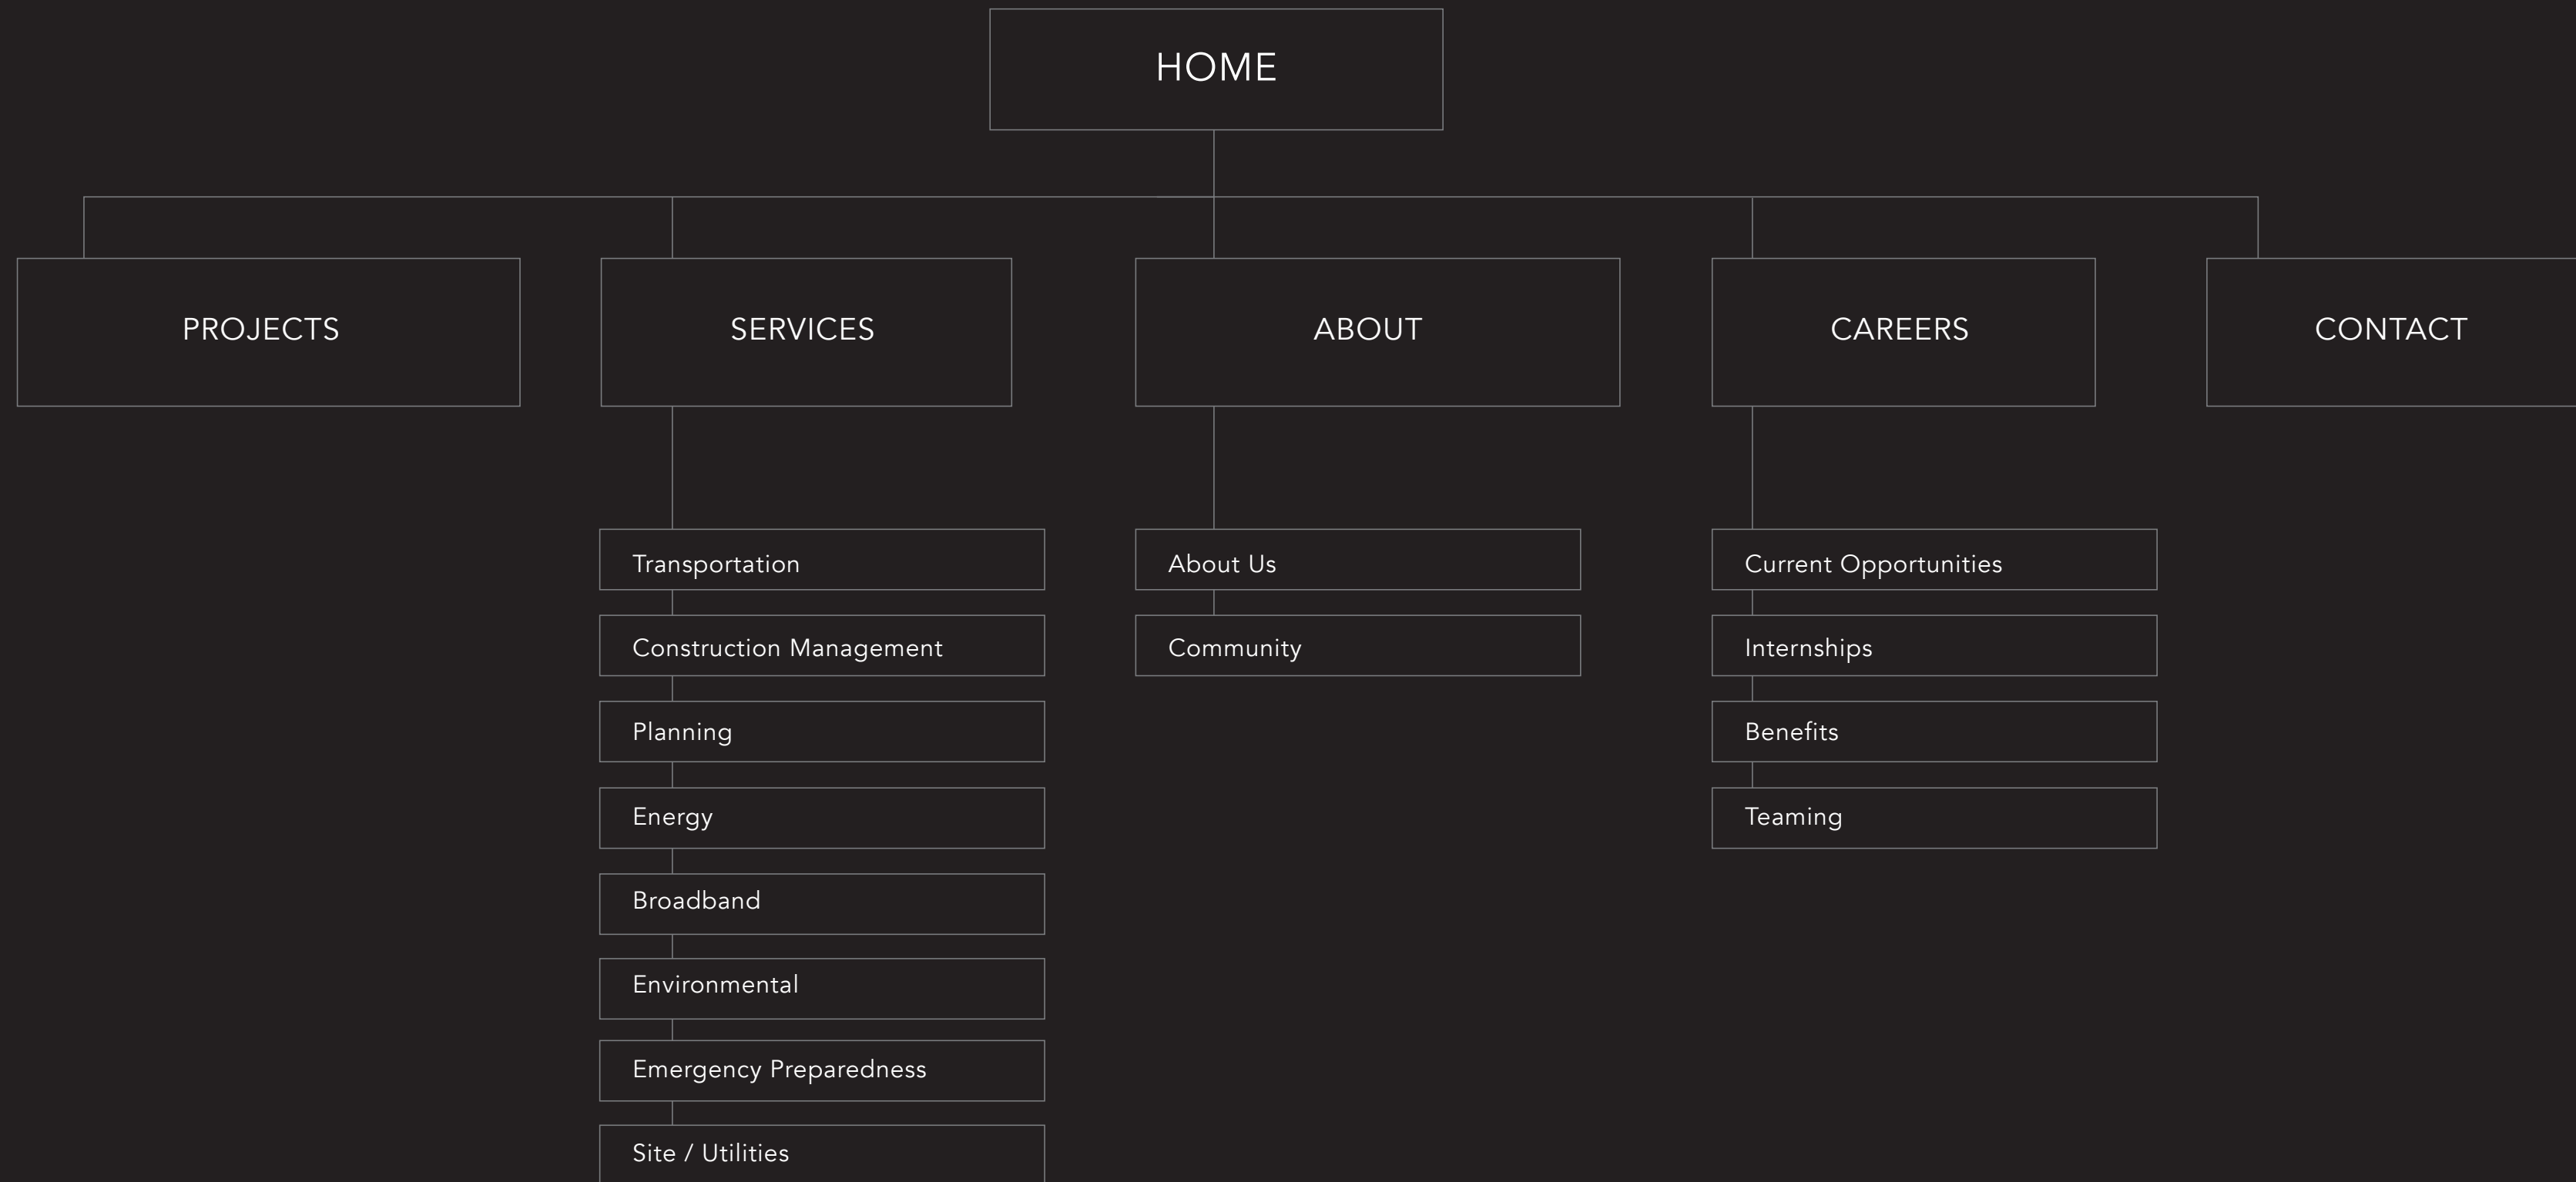 HOME
PROJECTS
SERVICES
ABOUT
CAREERS
CONTACT
Transportation
Construction Management
Planning
Energy
Broadband
Environmental
Emergency Preparedness
Site / Utilities
About Us
Community
Current Opportunities
Internships
Benefits
Teaming